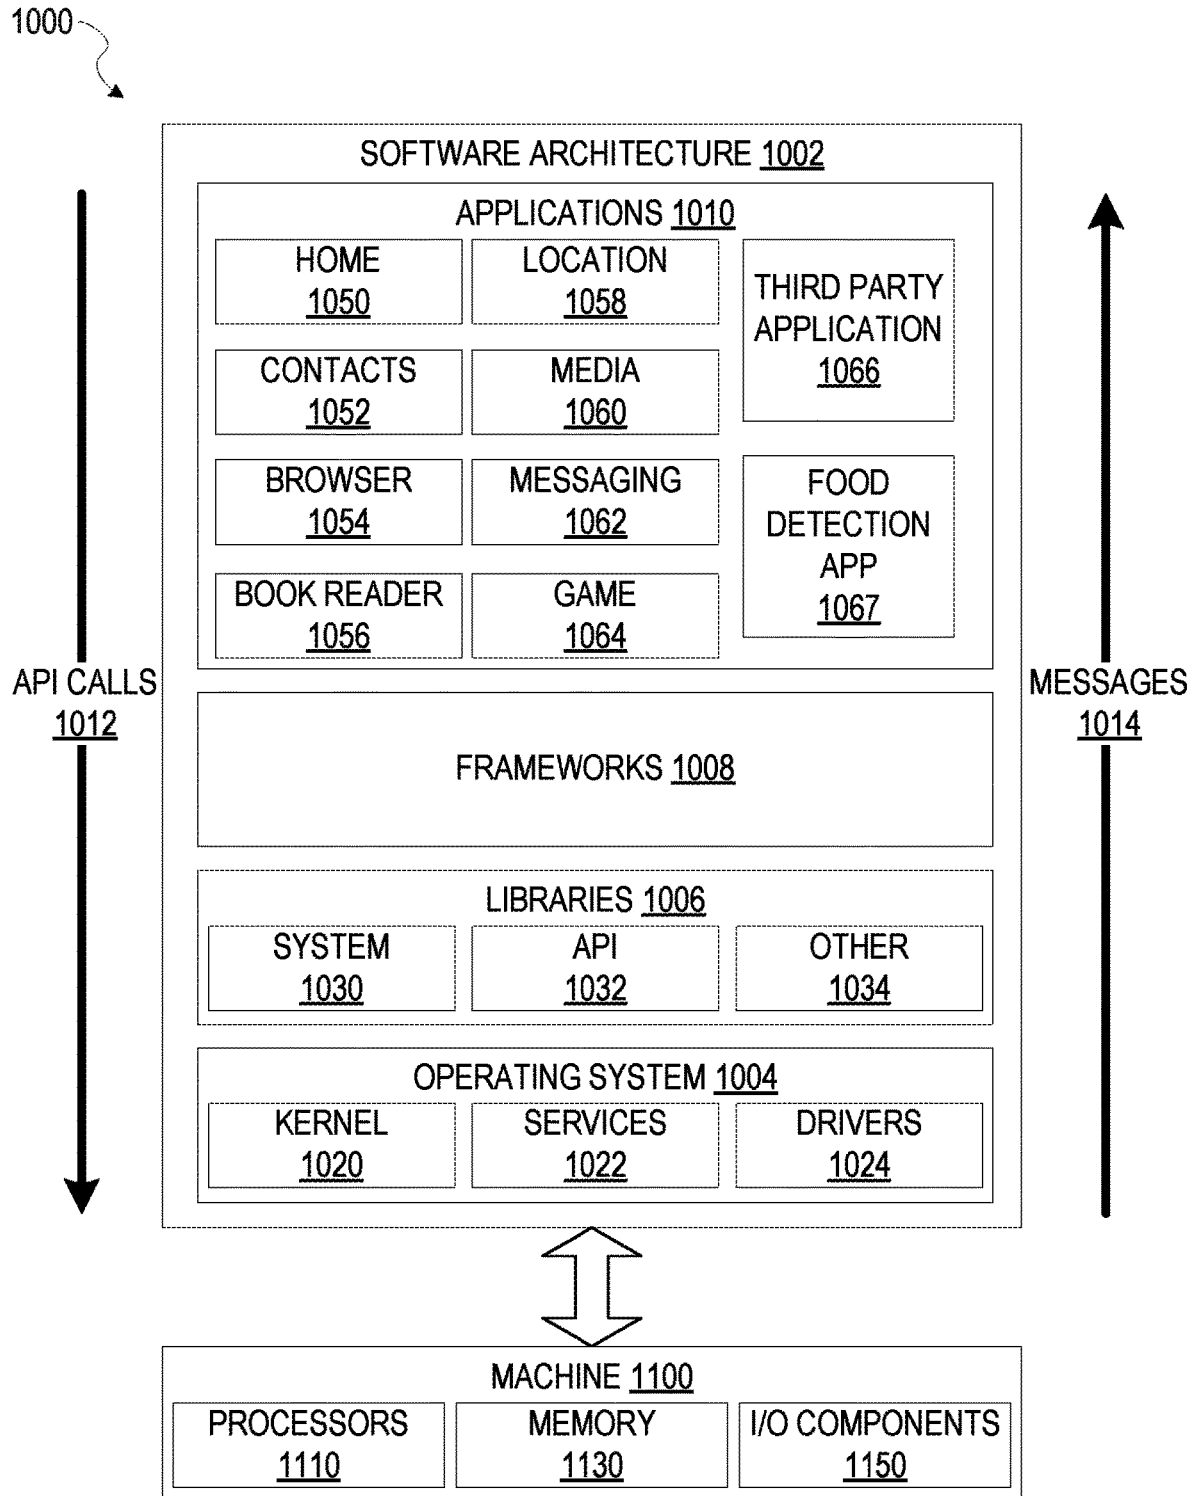 1000
SOFTWARE ARCHITECTURE 1002
APPLICATIONS 1010
HOME
1050
LOCATION
1058
THIRD PARTY
APPLICATION
1066
CONTACTS
1052
MEDIA
1060
BROWSER
1054
MESSAGING
1062
FOOD
DETECTION
APP
1067
BOOK READER
1056
GAME
1064
API CALLS
1012
MESSAGES
1014
FRAMEWORKS 1008
LIBRARIES 1006
SYSTEM
1030
API
1032
OTHER
1034
OPERATING SYSTEM 1004
KERNEL
1020
SERVICES
1022
DRIVERS
1024
MACHINE 1100
PROCESSORS
1110
MEMORY
1130
I/O COMPONENTS
1150